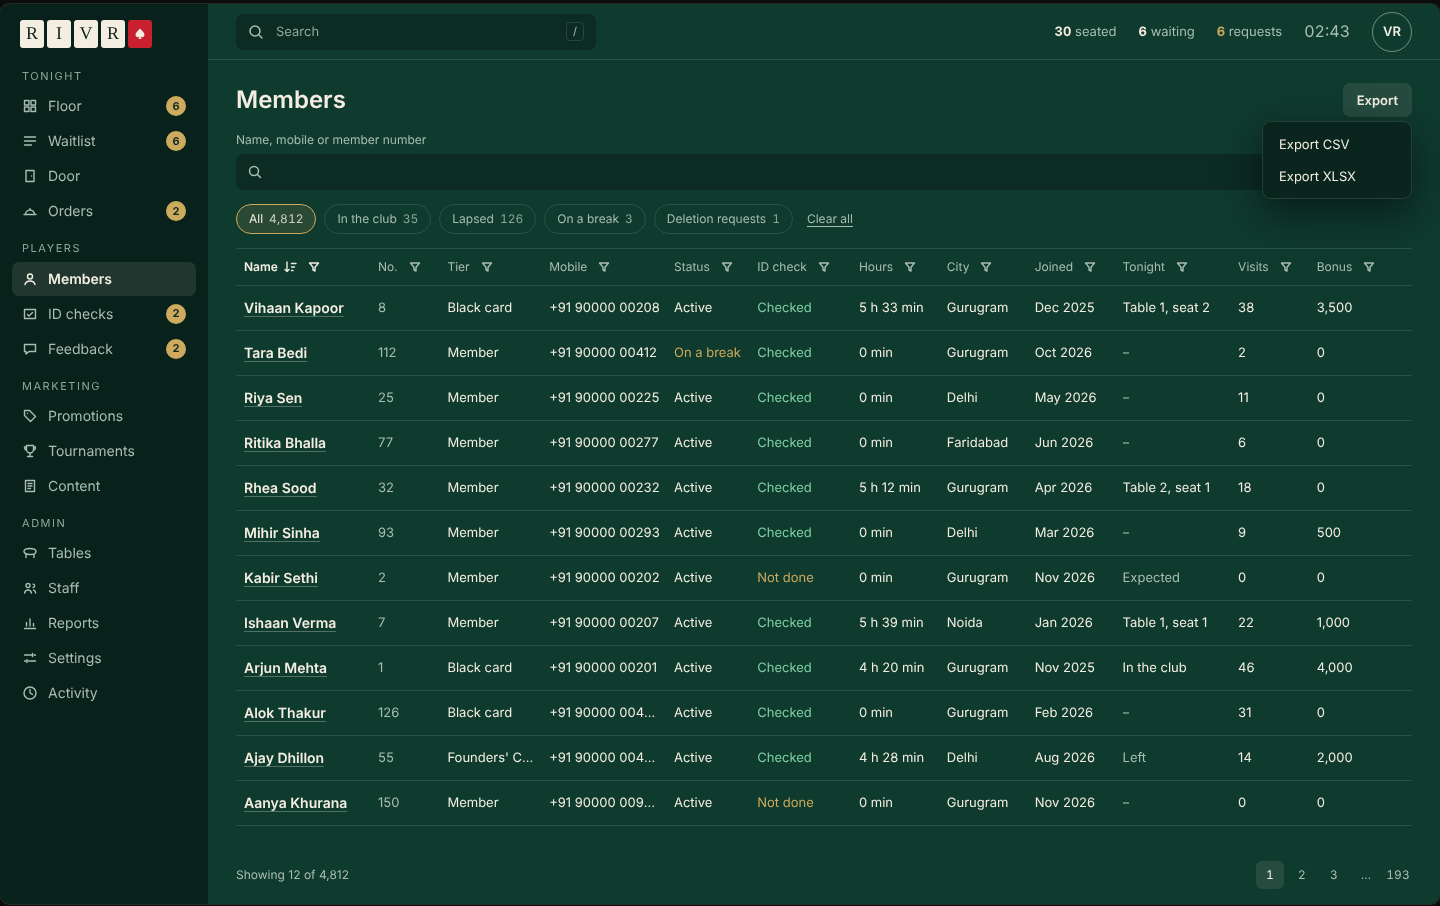 RIVR
Search /
30 seated 6 waiting 6 requests 02:43 VR
TONIGHT
Floor 6
Waitlist 6
Door
Orders 2
PLAYERS
Members
ID checks 2
Feedback 2
MARKETING
Promotions
Tournaments
Content
ADMIN
Tables
Staff
Reports
Settings
Activity
Members
Export
Export CSV
Export XLSX
Name, mobile or member number
All 4,812 In the club 35 Lapsed 126 On a break 3 Deletion requests 1 Clear all
Name No. Tier Mobile Status ID check Hours City Joined Tonight Visits Bonus
Vihaan Kapoor 8 Black card +91 90000 00208 Active Checked 5 h 33 min Gurugram Dec 2025 Table 1, seat 2 38 3,500
Tara Bedi 112 Member +91 90000 00412 On a break Checked 0 min Gurugram Oct 2026 – 2 0
Riya Sen 25 Member +91 90000 00225 Active Checked 0 min Delhi May 2026 – 11 0
Ritika Bhalla 77 Member +91 90000 00277 Active Checked 0 min Faridabad Jun 2026 – 6 0
Rhea Sood 32 Member +91 90000 00232 Active Checked 5 h 12 min Gurugram Apr 2026 Table 2, seat 1 18 0
Mihir Sinha 93 Member +91 90000 00293 Active Checked 0 min Delhi Mar 2026 – 9 500
Kabir Sethi 2 Member +91 90000 00202 Active Not done 0 min Gurugram Nov 2026 Expected 0 0
Ishaan Verma 7 Member +91 90000 00207 Active Checked 5 h 39 min Noida Jan 2026 Table 1, seat 1 22 1,000
Arjun Mehta 1 Black card +91 90000 00201 Active Checked 4 h 20 min Gurugram Nov 2025 In the club 46 4,000
Alok Thakur 126 Black card +91 90000 004... Active Checked 0 min Gurugram Feb 2026 – 31 0
Ajay Dhillon 55 Founders' C... +91 90000 004... Active Checked 4 h 28 min Delhi Aug 2026 Left 14 2,000
Aanya Khurana 150 Member +91 90000 009... Active Not done 0 min Gurugram Nov 2026 – 0 0
Showing 12 of 4,812
1 2 3 ... 193